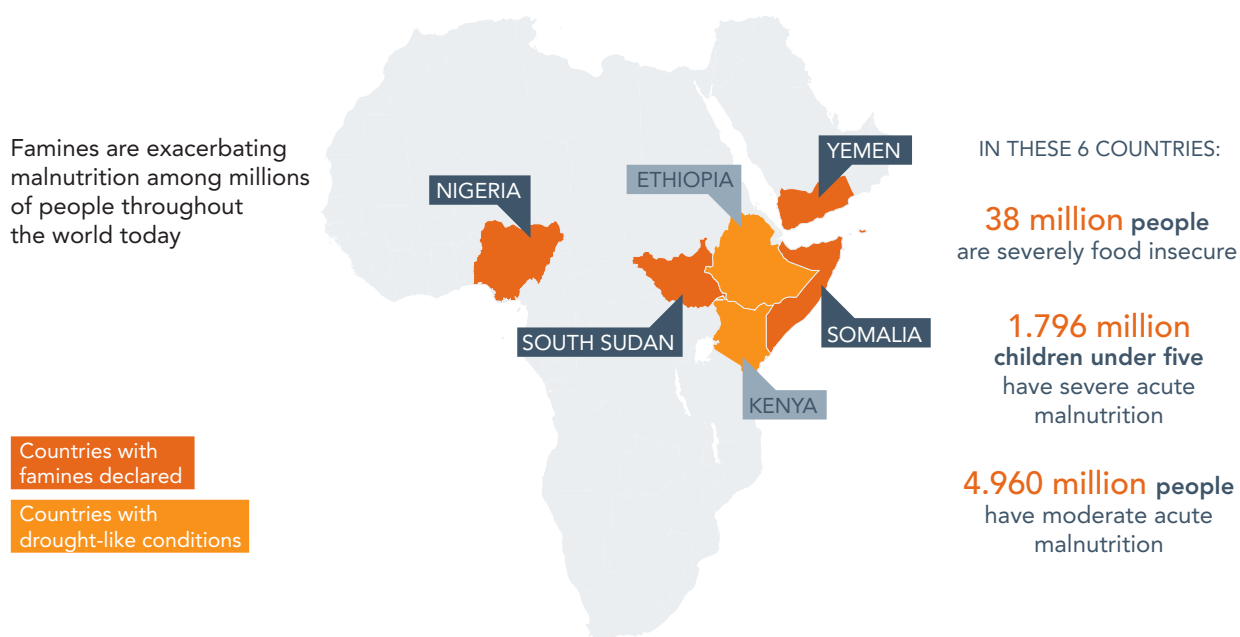 Famines are exacerbating
malnutrition among millions
of people throughout
the world today
NIGERIA
ETHIOPIA
YEMEN
SOUTH SUDAN
SOMALIA
KENYA
Countries with
famines declared
Countries with
drought-like conditions
IN THESE 6 COUNTRIES:
38 million people
are severely food insecure
1.796 million
children under five
have severe acute
malnutrition
4.960 million people
have moderate acute
malnutrition